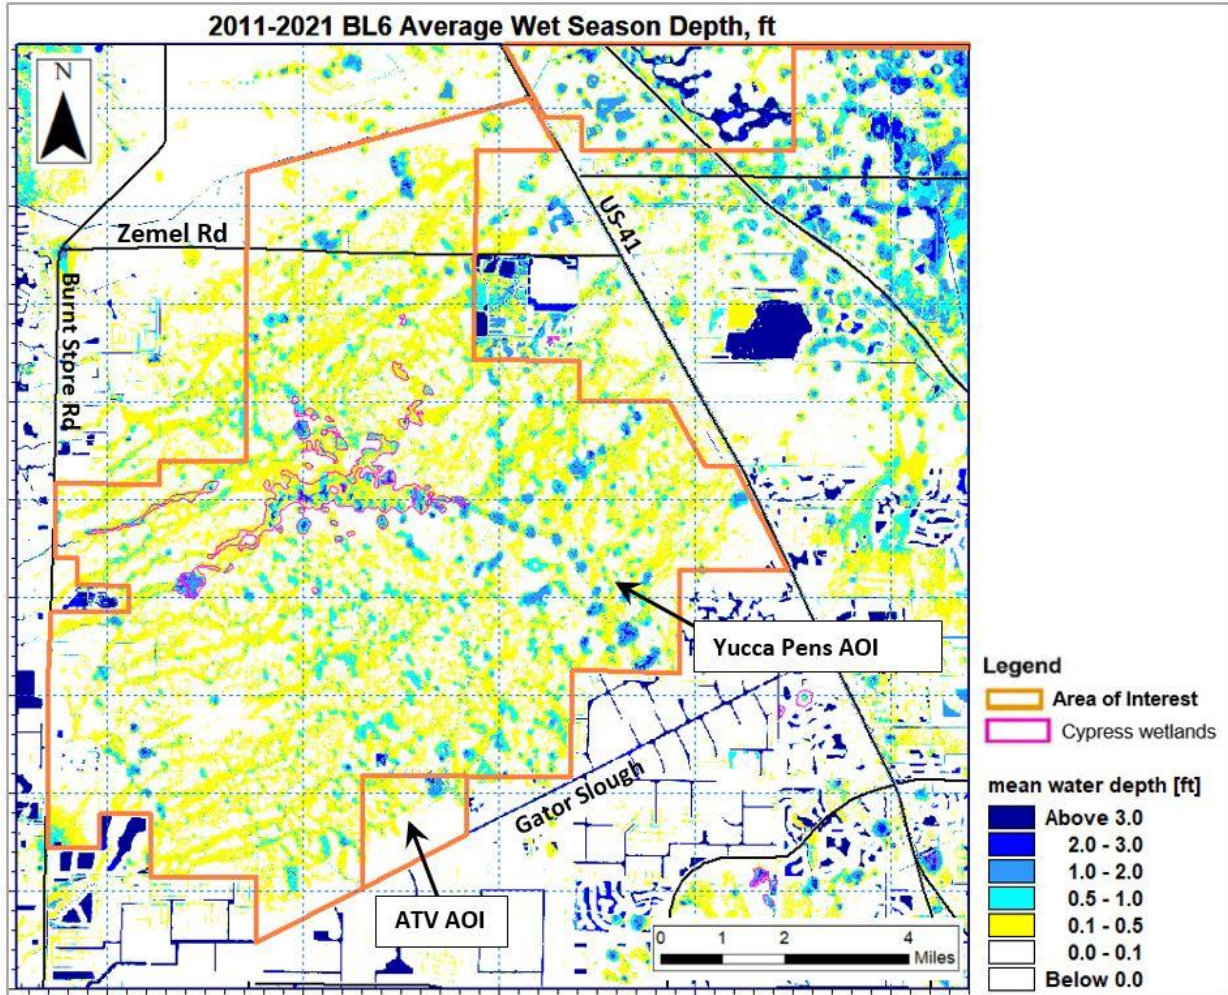 2011-2021 BL6 Average Wet Season Depth, ft
N
Zemel Rd
US-41
Burnt Store Rd
Yucca Pens AOI
Gator Slough
ATV AOI
0 1 2 4
Miles
Legend
Area of Interest
Cypress wetlands
mean water depth [ft]
Above 3.0
2.0 - 3.0
1.0 - 2.0
0.5 - 1.0
0.1 - 0.5
0.0 - 0.1
Below 0.0